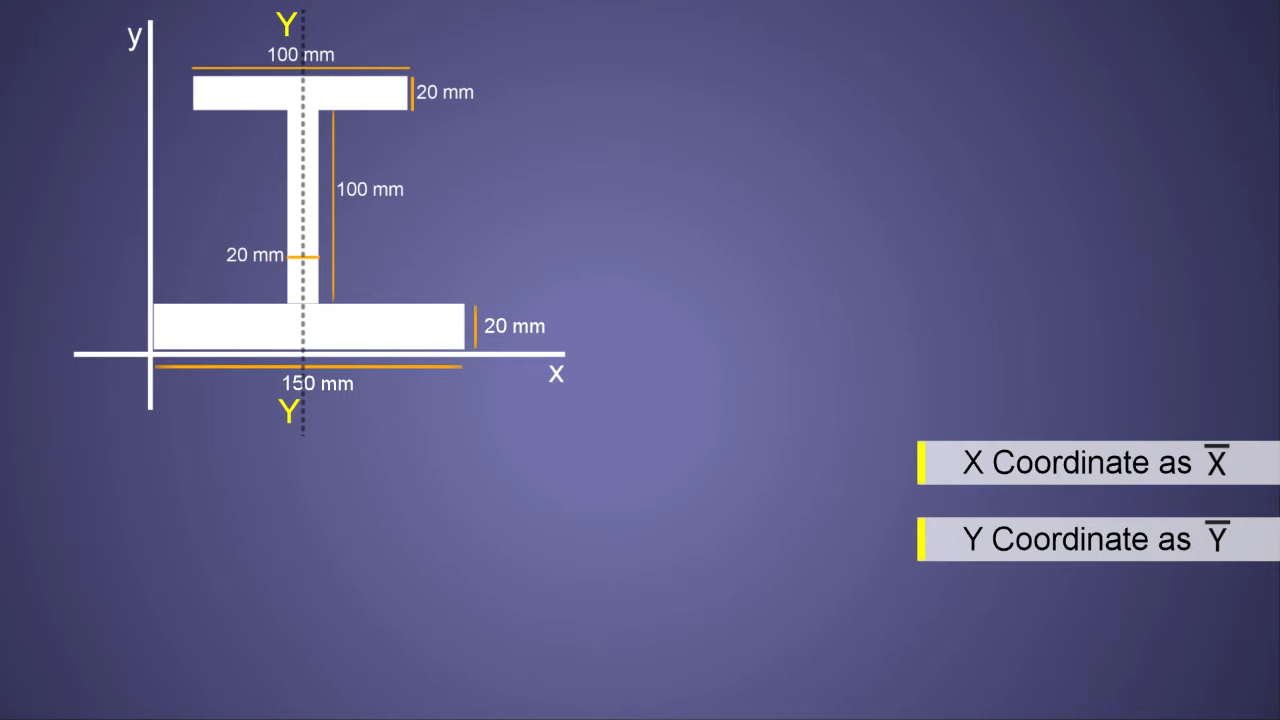 Y
y
100 mm
20 mm
100 mm
20 mm
20 mm
x
150 mm
Y
X Coordinate as X̅
Y Coordinate as Y̅